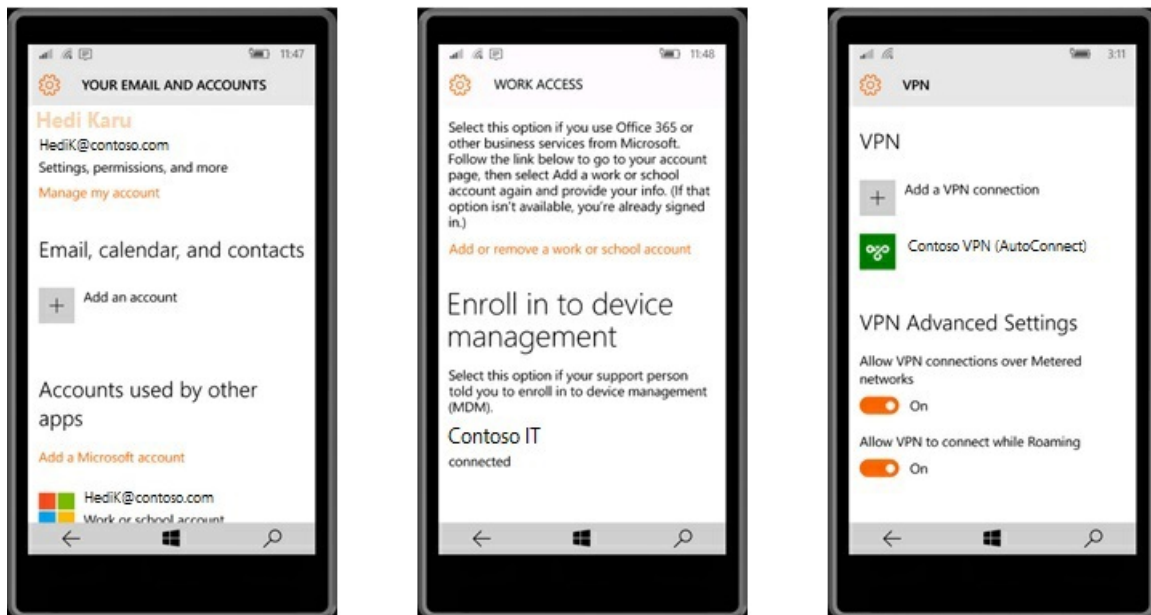 11:47
YOUR EMAIL AND ACCOUNTS
Hedi Karu
HediK@contoso.com
Settings, permissions, and more
Manage my account
Email, calendar, and contacts
Add an account
Accounts used by other
apps
Add a Microsoft account
HediK@contoso.com
Work or school account
11:48
WORK ACCESS
Select this option if you use Office 365 or
other business services from Microsoft.
Follow the link below to go to your account
page, then select Add a work or school
account again and provide your info. (If that
option isn't available, you're already signed
in.)
Add or remove a work or school account
Enroll in to device
management
Select this option if your support person
told you to enroll in to device management
(MDM).
Contoso IT
connected
3:11
VPN
VPN
Add a VPN connection
Contoso VPN (AutoConnect)
VPN Advanced Settings
Allow VPN connections over Metered
networks
On
Allow VPN to connect while Roaming
On